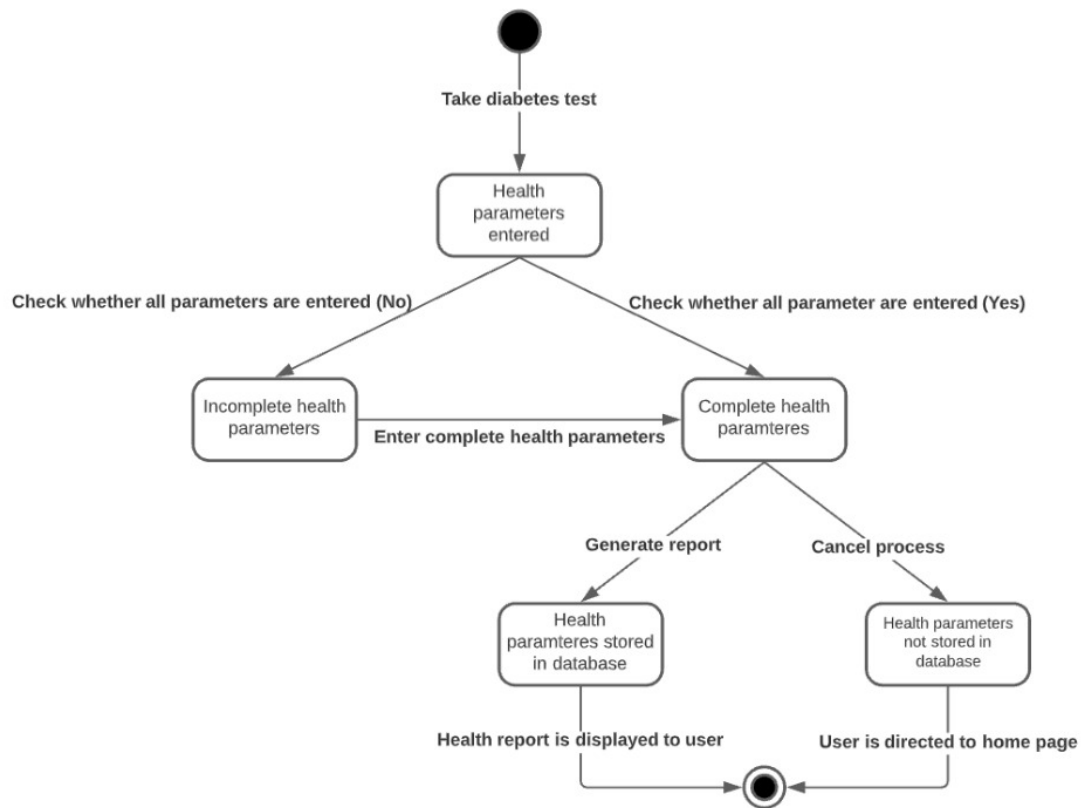 Take diabetes test
Health
parameters
entered
Check whether all parameters are entered (No)
Check whether all parameter are entered (Yes)
Incomplete health
parameters
Enter complete health parameters
Complete health
paramteres
Generate report
Cancel process
Health
paramteres stored
in database
Health parameters
not stored in
database
Health report is displayed to user
User is directed to home page